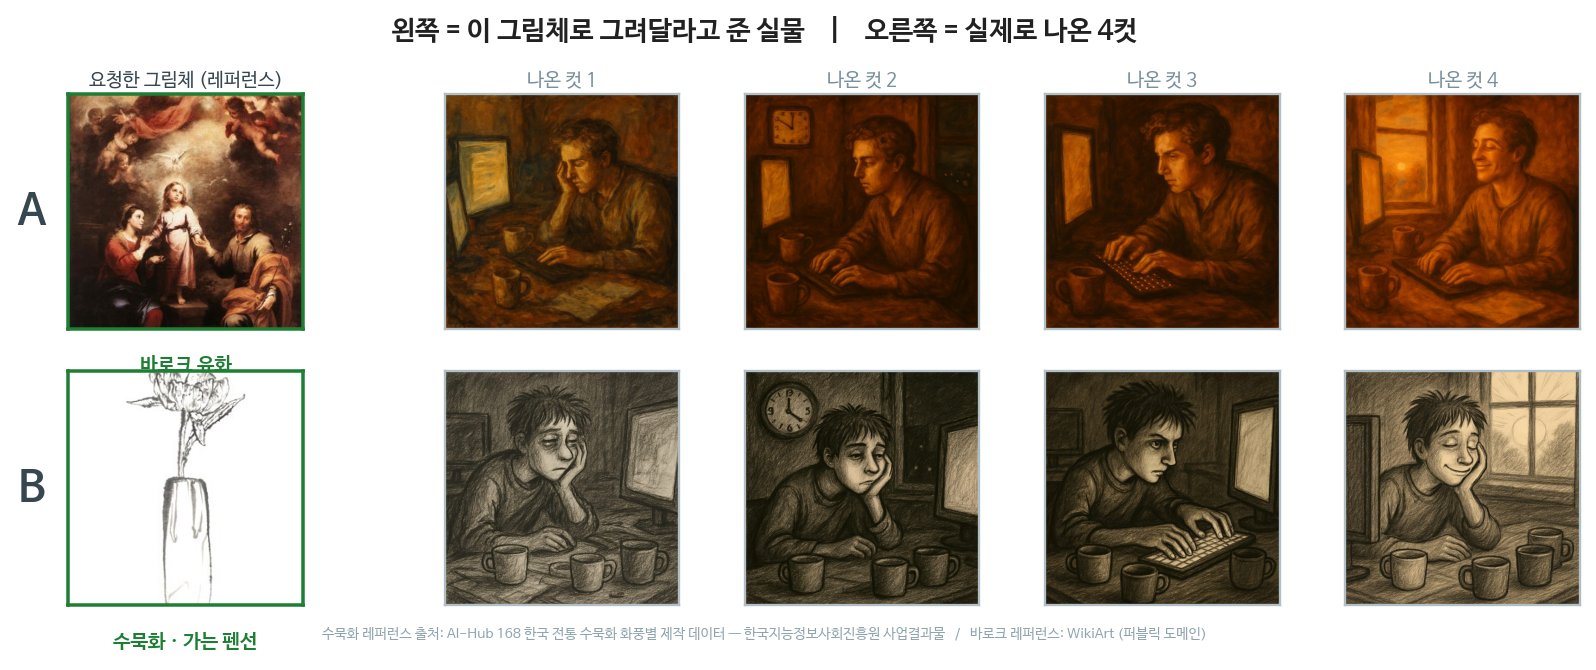 왼쪽 = 이 그림체로 그려달라고 준 실물 | 오른쪽 = 실제로 나온 4컷
요청한 그림체 (레퍼런스)
나온 컷 1
나온 컷 2
나온 컷 3
나온 컷 4
A
바로크 유화
B
수묵화 · 가는 펜선
수묵화 레퍼런스 출처: AI-Hub 168 한국 전통 수묵화 화풍별 제작 데이터 — 한국지능정보사회진흥원 사업결과물 / 바로크 레퍼런스: WikiArt (퍼블릭 도메인)